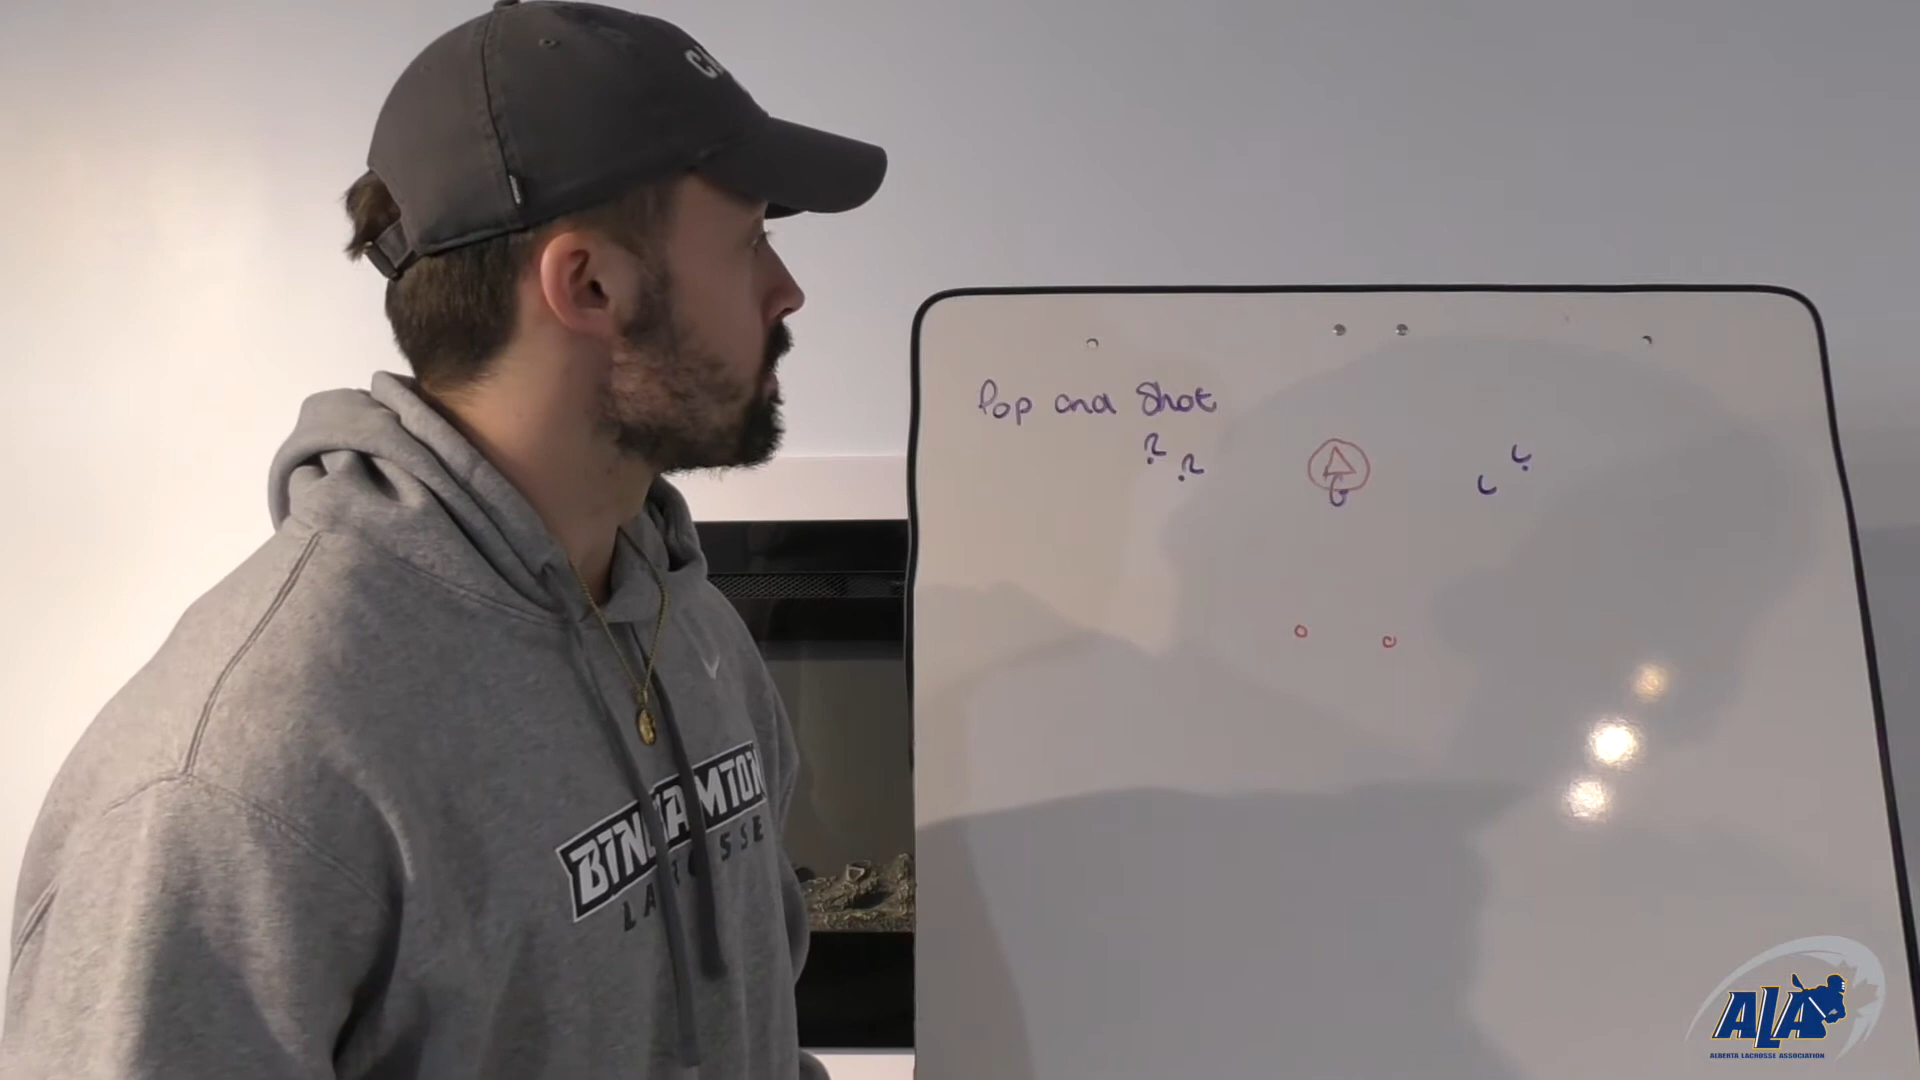 Pop and Shot
R
R
L
L
G
BINGHAMTON
LACROSSE
ALA
ALBERTA LACROSSE ASSOCIATION